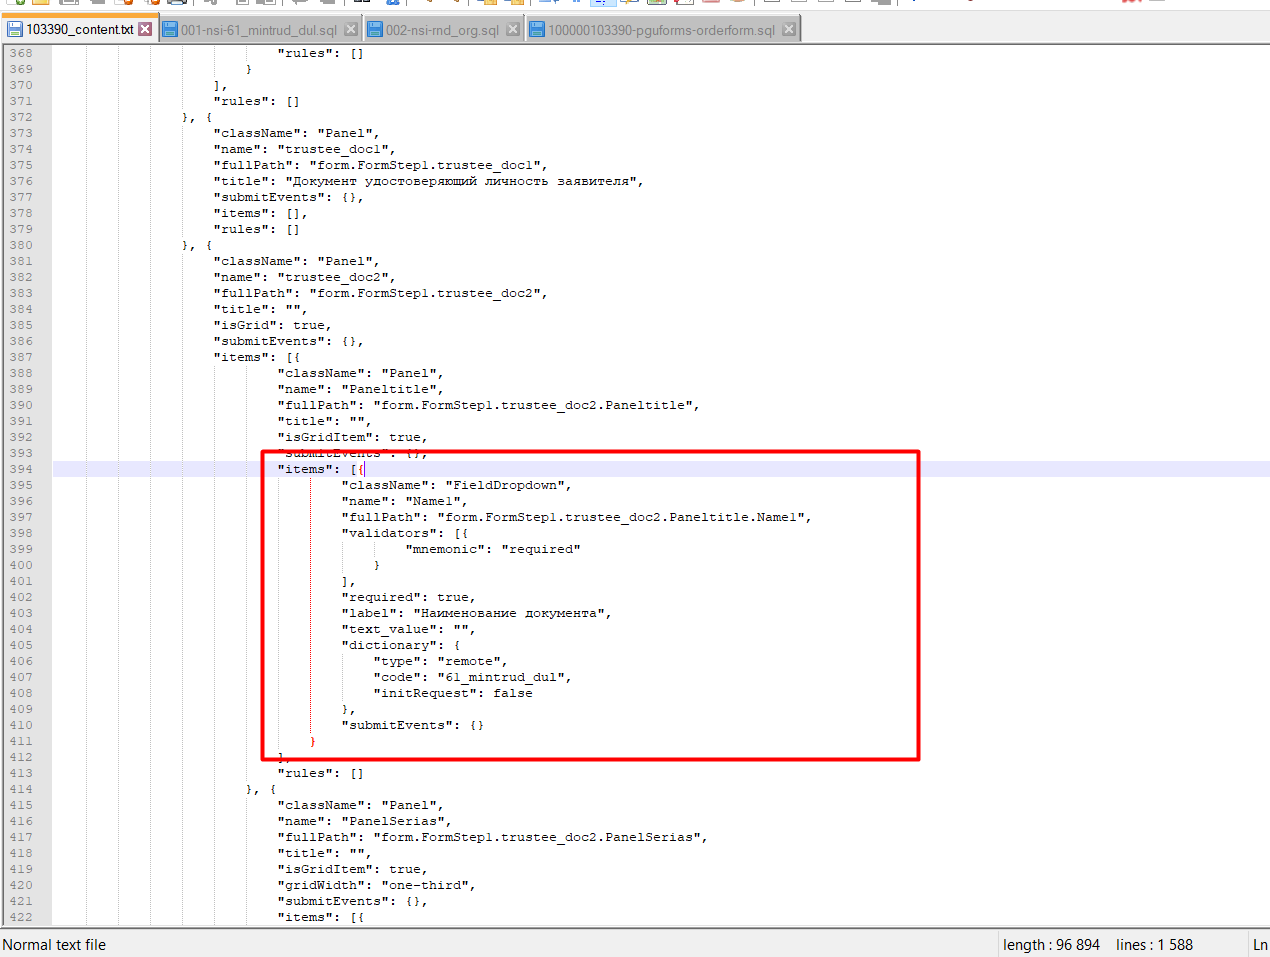 103390_content.txt 001-nsi-61_mintrud_dul.sql 002-nsi-rnd_org.sql 100000103390-pguforms-orderform.sql
368 "rules": []
369 }
370 ],
371 "rules": []
372 }, {
373 "className": "Panel",
374 "name": "trustee_doc1",
375 "fullPath": "form.FormStep1.trustee_doc1",
376 "title": "Документ удостоверяющий личность заявителя",
377 "submitEvents": {},
378 "items": [],
379 "rules": []
380 }, {
381 "className": "Panel",
382 "name": "trustee_doc2",
383 "fullPath": "form.FormStep1.trustee_doc2",
384 "title": "",
385 "isGrid": true,
386 "submitEvents": {},
387 "items": [{
388 "className": "Panel",
389 "name": "Paneltitle",
390 "fullPath": "form.FormStep1.trustee_doc2.Paneltitle",
391 "title": "",
392 "isGridItem": true,
393 "submitEvents": {},
394 "items": [{
395 "className": "FieldDropdown",
396 "name": "Name1",
397 "fullPath": "form.FormStep1.trustee_doc2.Paneltitle.Name1",
398 "validators": [{
399 "mnemonic": "required"
400 }
401 ],
402 "required": true,
403 "label": "Наименование документа",
404 "text_value": "",
405 "dictionary": {
406 "type": "remote",
407 "code": "61_mintrud_dul",
408 "initRequest": false
409 },
410 "submitEvents": {}
411 }
412 ],
413 "rules": []
414 }, {
415 "className": "Panel",
416 "name": "PanelSerias",
417 "fullPath": "form.FormStep1.trustee_doc2.PanelSerias",
418 "title": "",
419 "isGridItem": true,
420 "gridWidth": "one-third",
421 "submitEvents": {},
422 "items": [{
Normal text file length : 96 894 lines : 1 588 Ln